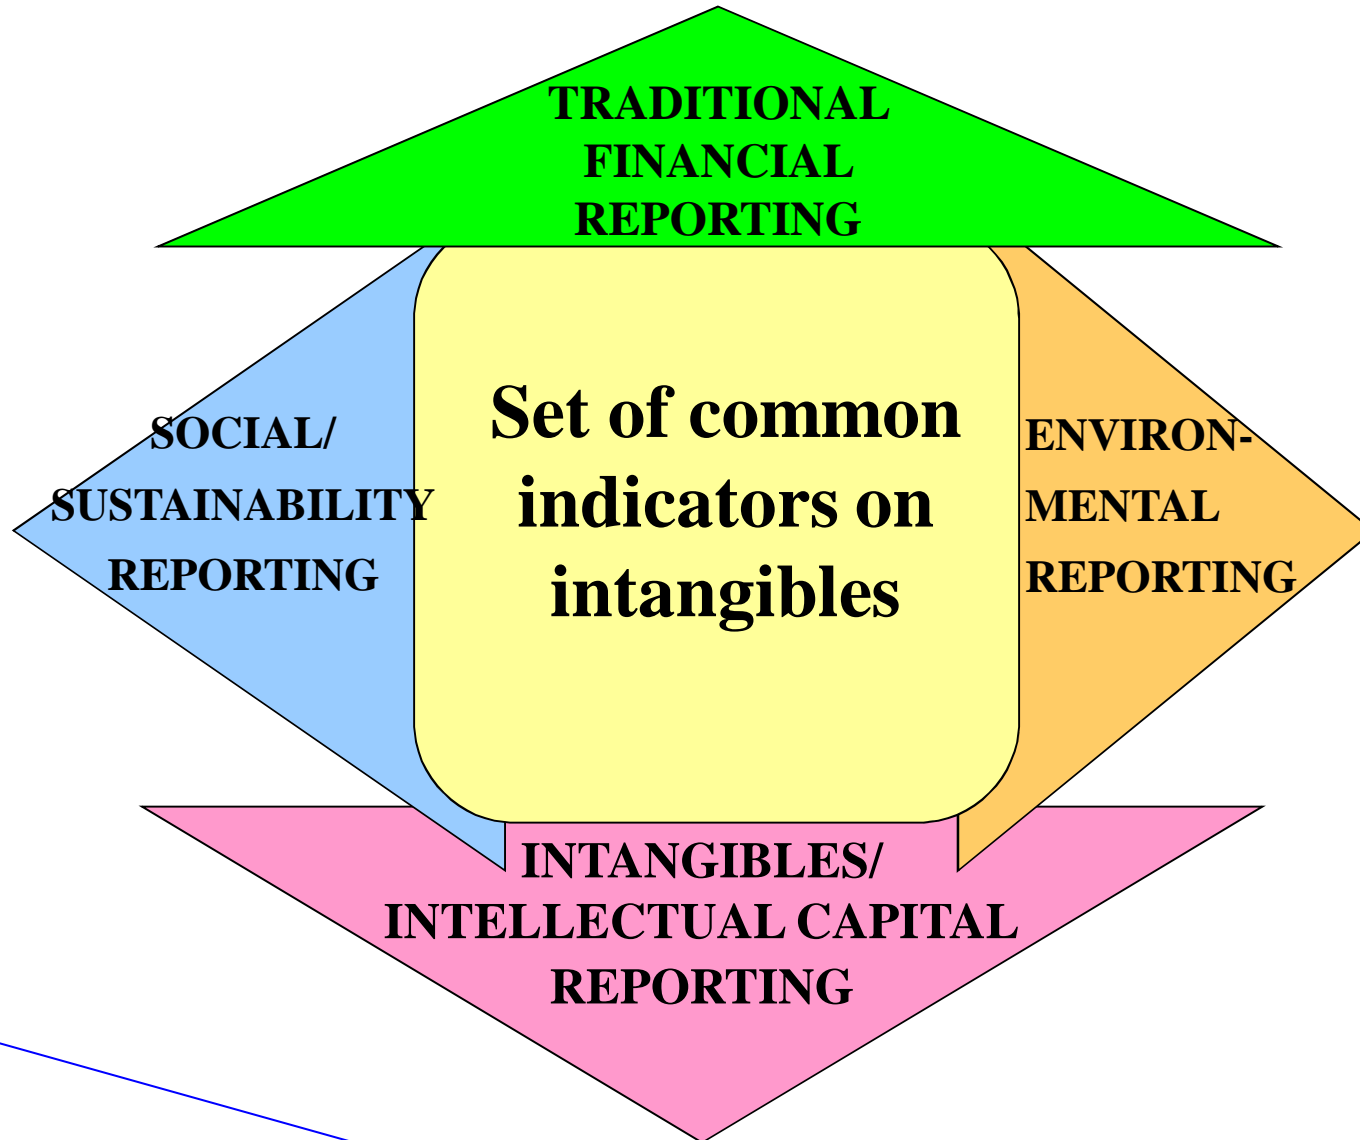 TRADITIONAL
FINANCIAL
REPORTING
SOCIAL/
SUSTAINABILITY
REPORTING
Set of common
indicators on
intangibles
ENVIRON-
MENTAL
REPORTING
INTANGIBLES/
INTELLECTUAL CAPITAL
REPORTING